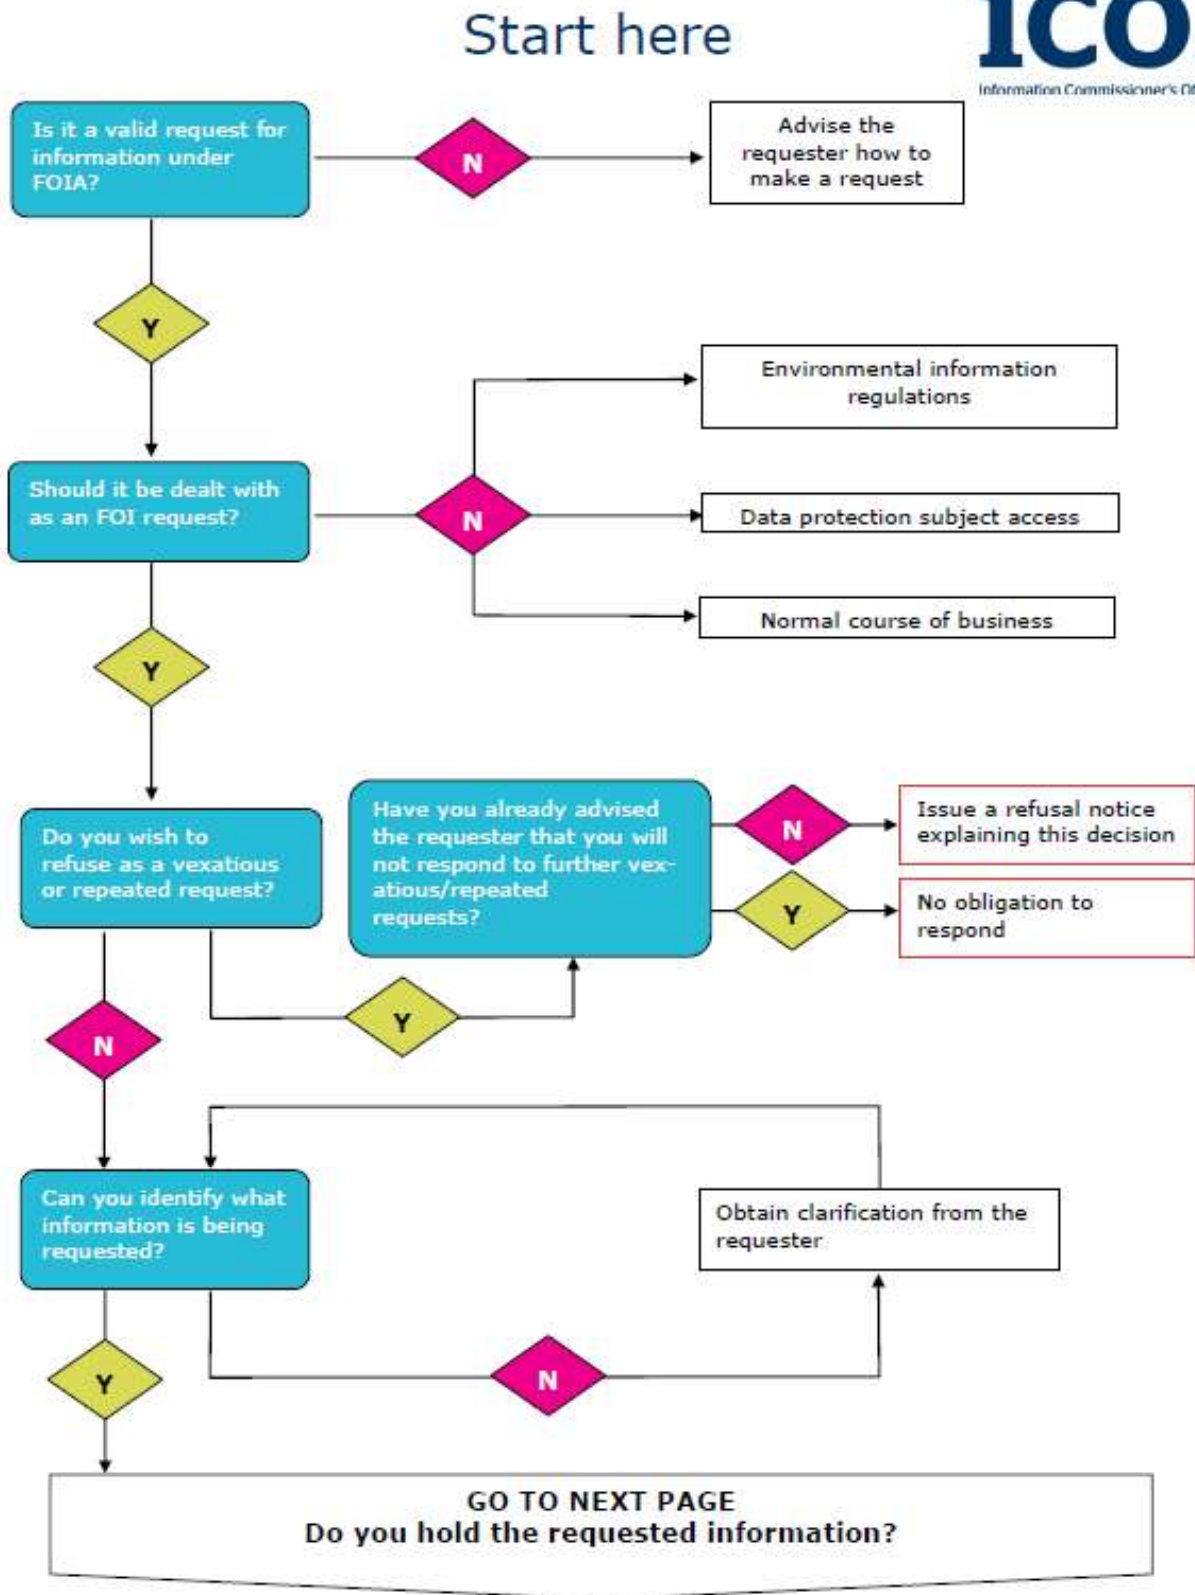 Start here
ico
Information Commissioner's Of
Is it a valid request for
information under
FOIA?
N
Advise the
requester how to
make a request
Y
Environmental information
regulations
Should it be dealt with
as an FOI request?
N
Data protection subject access
Normal course of business
Y
Do you wish to
refuse as a vexatious
or repeated request?
Have you already advised
the requester that you will
not respond to further vex-
atious/repeated
requests?
N
Issue a refusal notice
explaining this decision
Y
No obligation to
respond
Y
N
Can you identify what
information is being
requested?
Obtain clarification from the
requester
Y
N
GO TO NEXT PAGE
Do you hold the requested information?